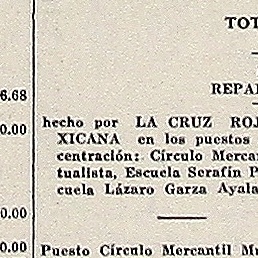 TOT
REPA
6.68
hecho por LA CRUZ ROJ
0.00
XICANA en los puestos
centración: Círculo Mercan
tualista, Escuela Serafín P
cuela Lázaro Garza Ayala
0.00
0.00 Puesto Círculo Mercantil Mu